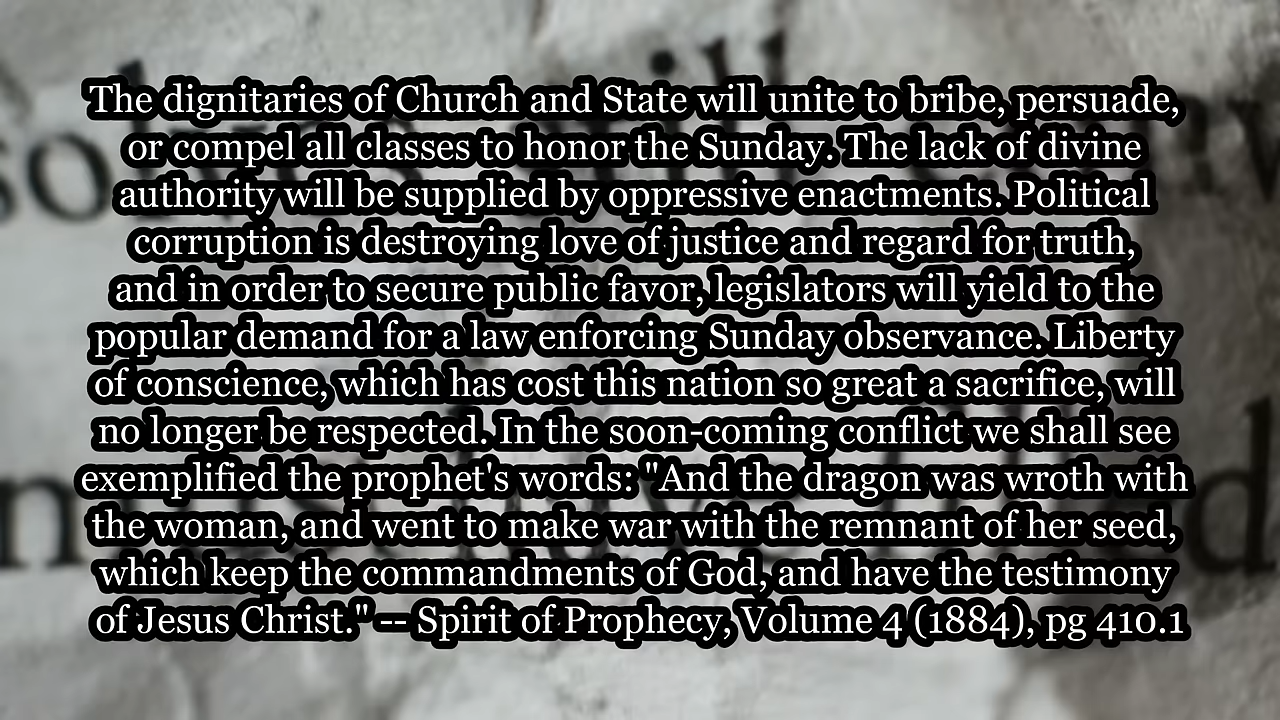 The dignitaries of Church and State will unite to bribe, persuade,
or compel all classes to honor the Sunday. The lack of divine
authority will be supplied by oppressive enactments. Political
corruption is destroying love of justice and regard for truth,
and in order to secure public favor, legislators will yield to the
popular demand for a law enforcing Sunday observance. Liberty
of conscience, which has cost this nation so great a sacrifice, will
no longer be respected. In the soon-coming conflict we shall see
exemplified the prophet's words: "And the dragon was wroth with
the woman, and went to make war with the remnant of her seed,
which keep the commandments of God, and have the testimony
of Jesus Christ." -- Spirit of Prophecy, Volume 4 (1884), pg 410.1